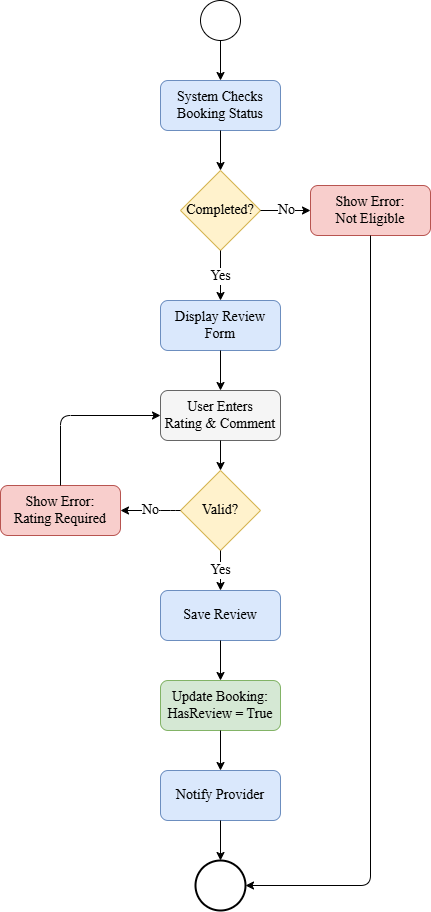 System Checks
Booking Status
Completed?
No
Show Error:
Not Eligible
Yes
Display Review
Form
User Enters
Rating & Comment
Show Error:
Rating Required
No
Valid?
Yes
Save Review
Update Booking:
HasReview = True
Notify Provider